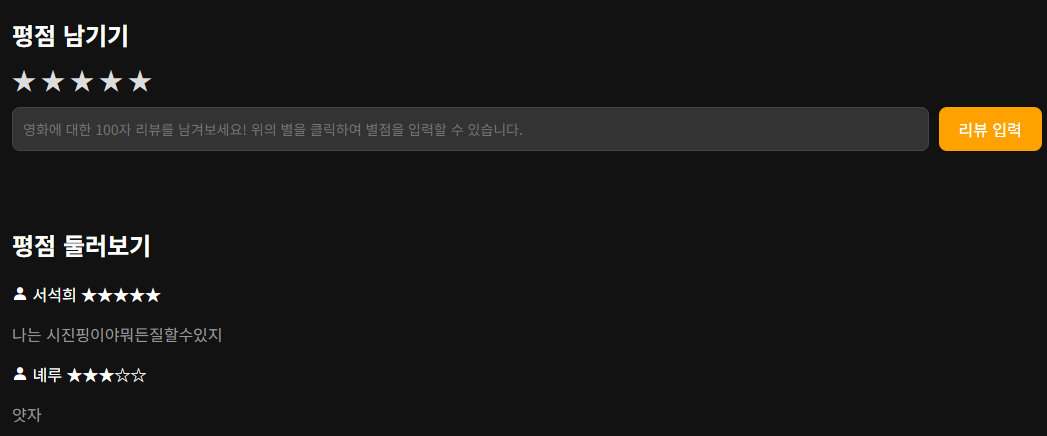 평점 남기기
★ ★ ★ ★ ★
영화에 대한 100자 리뷰를 남겨보세요! 위의 별을 클릭하여 별점을 입력할 수 있습니다.
리뷰 입력
평점 둘러보기
서석희 ★★★★★
나는 시진핑이야뭐든질할수있지
녜루 ★★★☆☆
얏자